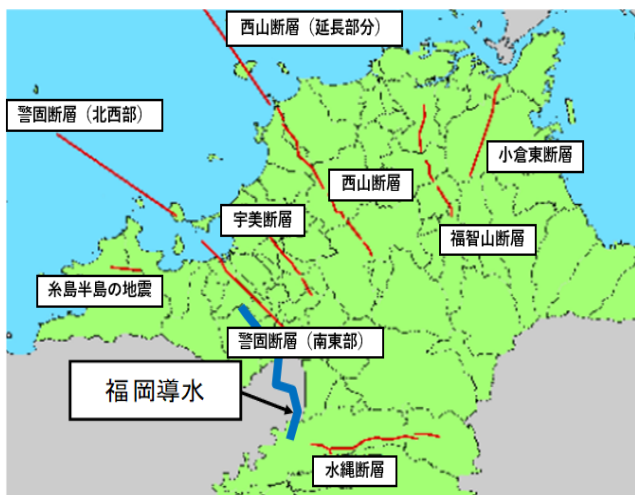 西山断層（延長部分）
警固断層（北西部）
小倉東断層
西山断層
宇美断層
福智山断層
糸島半島の地震
警固断層（南東部）
福岡導水
水縄断層